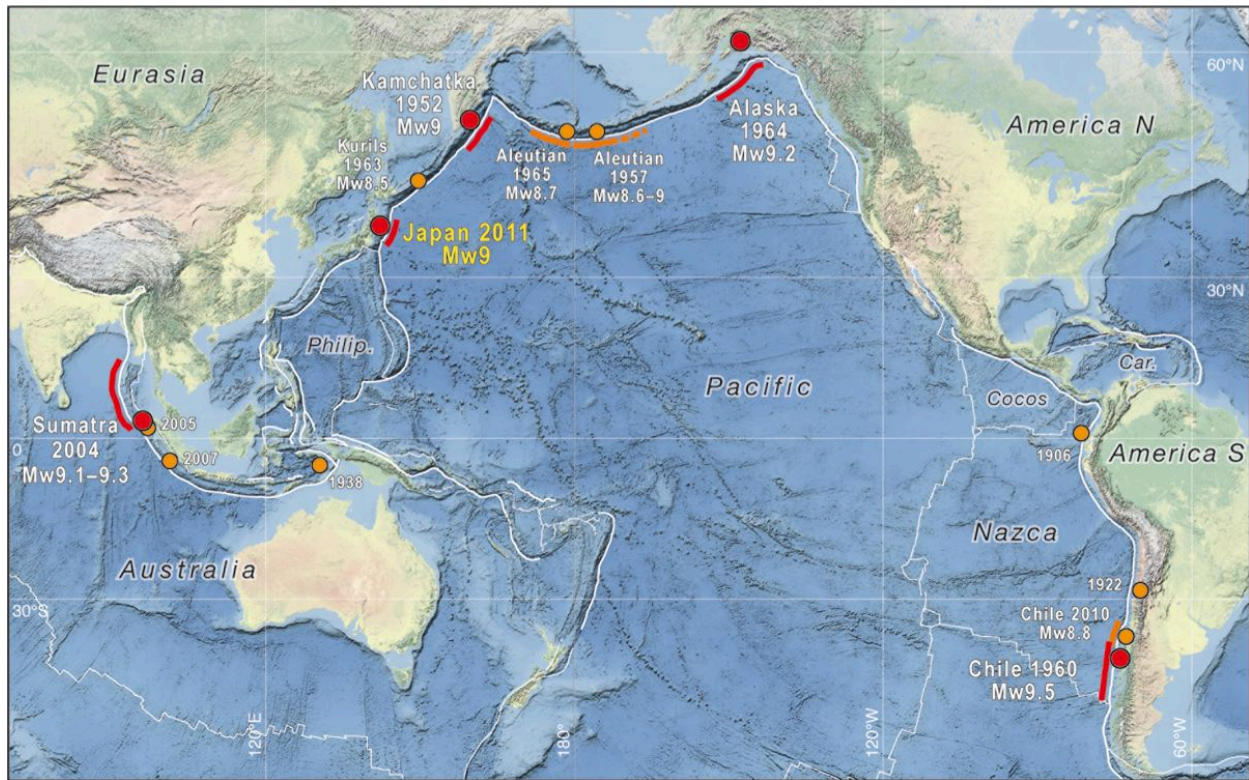 Eurasia
Kamchatka
1952
Mw9
Kurils
1963
Mw8.5
Aleutian
1965
Mw8.7
Aleutian
1957
Mw8.6–9
Alaska
1964
Mw9.2
60°N
America N
Japan 2011
Mw9
30°N
Philip.
Pacific
Cocos
Car.
Sumatra
2004
Mw9.1–9.3
2005
2007
1938
0
1906
America S
Australia
Nazca
30°S
1922
Chile 2010
Mw8.8
Chile 1960
Mw9.5
120°E
180°
120°W
60°W